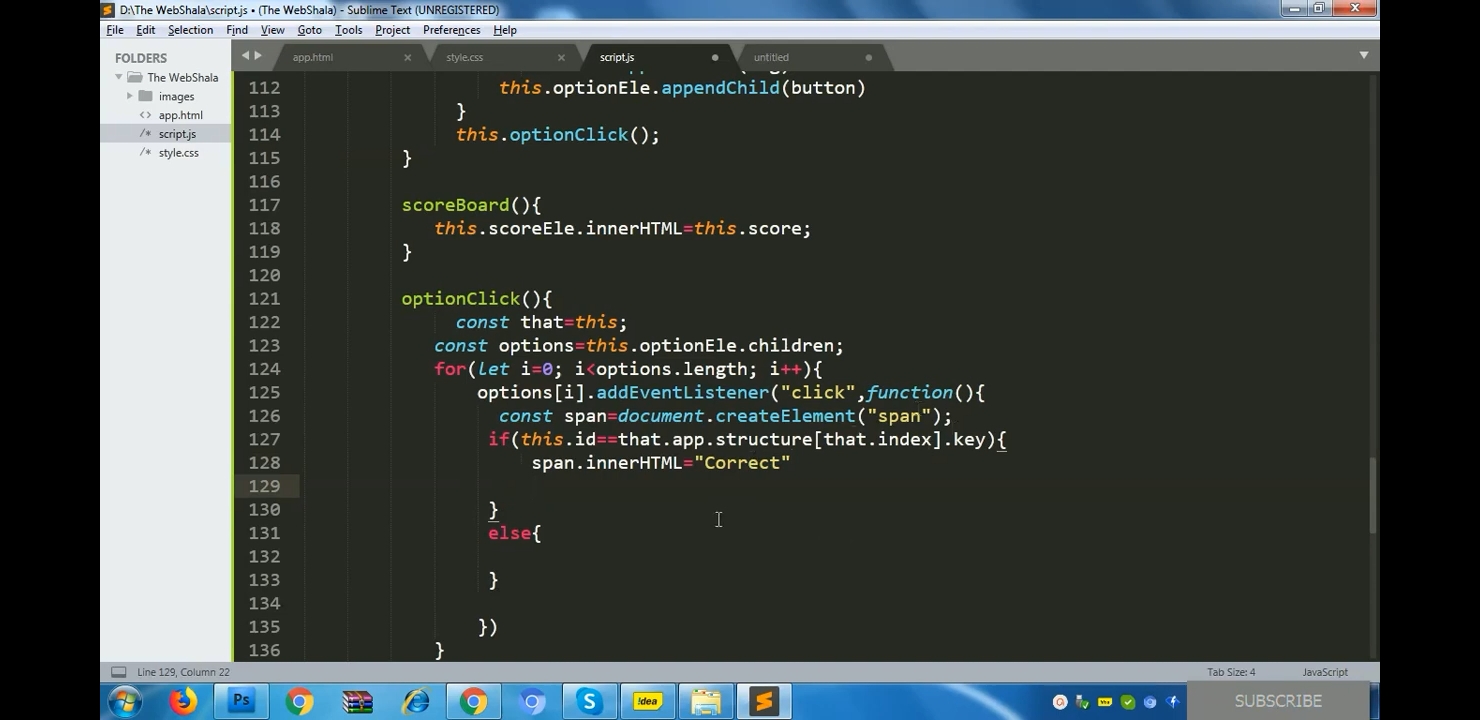 D:\The WebShala\script.js • (The WebShala) - Sublime Text (UNREGISTERED)
File Edit Selection Find View Goto Tools Project Preferences Help
FOLDERS
The WebShala
images
app.html
script.js
style.css
app.html style.css script.js untitled
112 this.optionEle.appendChild(button)
113 }
114 this.optionClick();
115 }
116
117 scoreBoard(){
118 this.scoreEle.innerHTML=this.score;
119 }
120
121 optionClick(){
122 const that=this;
123 const options=this.optionEle.children;
124 for(let i=0; i<options.length; i++){
125 options[i].addEventListener("click",function(){
126 const span=document.createElement("span");
127 if(this.id==that.app.structure[that.index].key){
128 span.innerHTML="Correct"
129
130 }
131 else{
132
133 }
134
135 })
136 }
Line 129, Column 22 Tab Size: 4 JavaScript
Ps !dea SUBSCRIBE